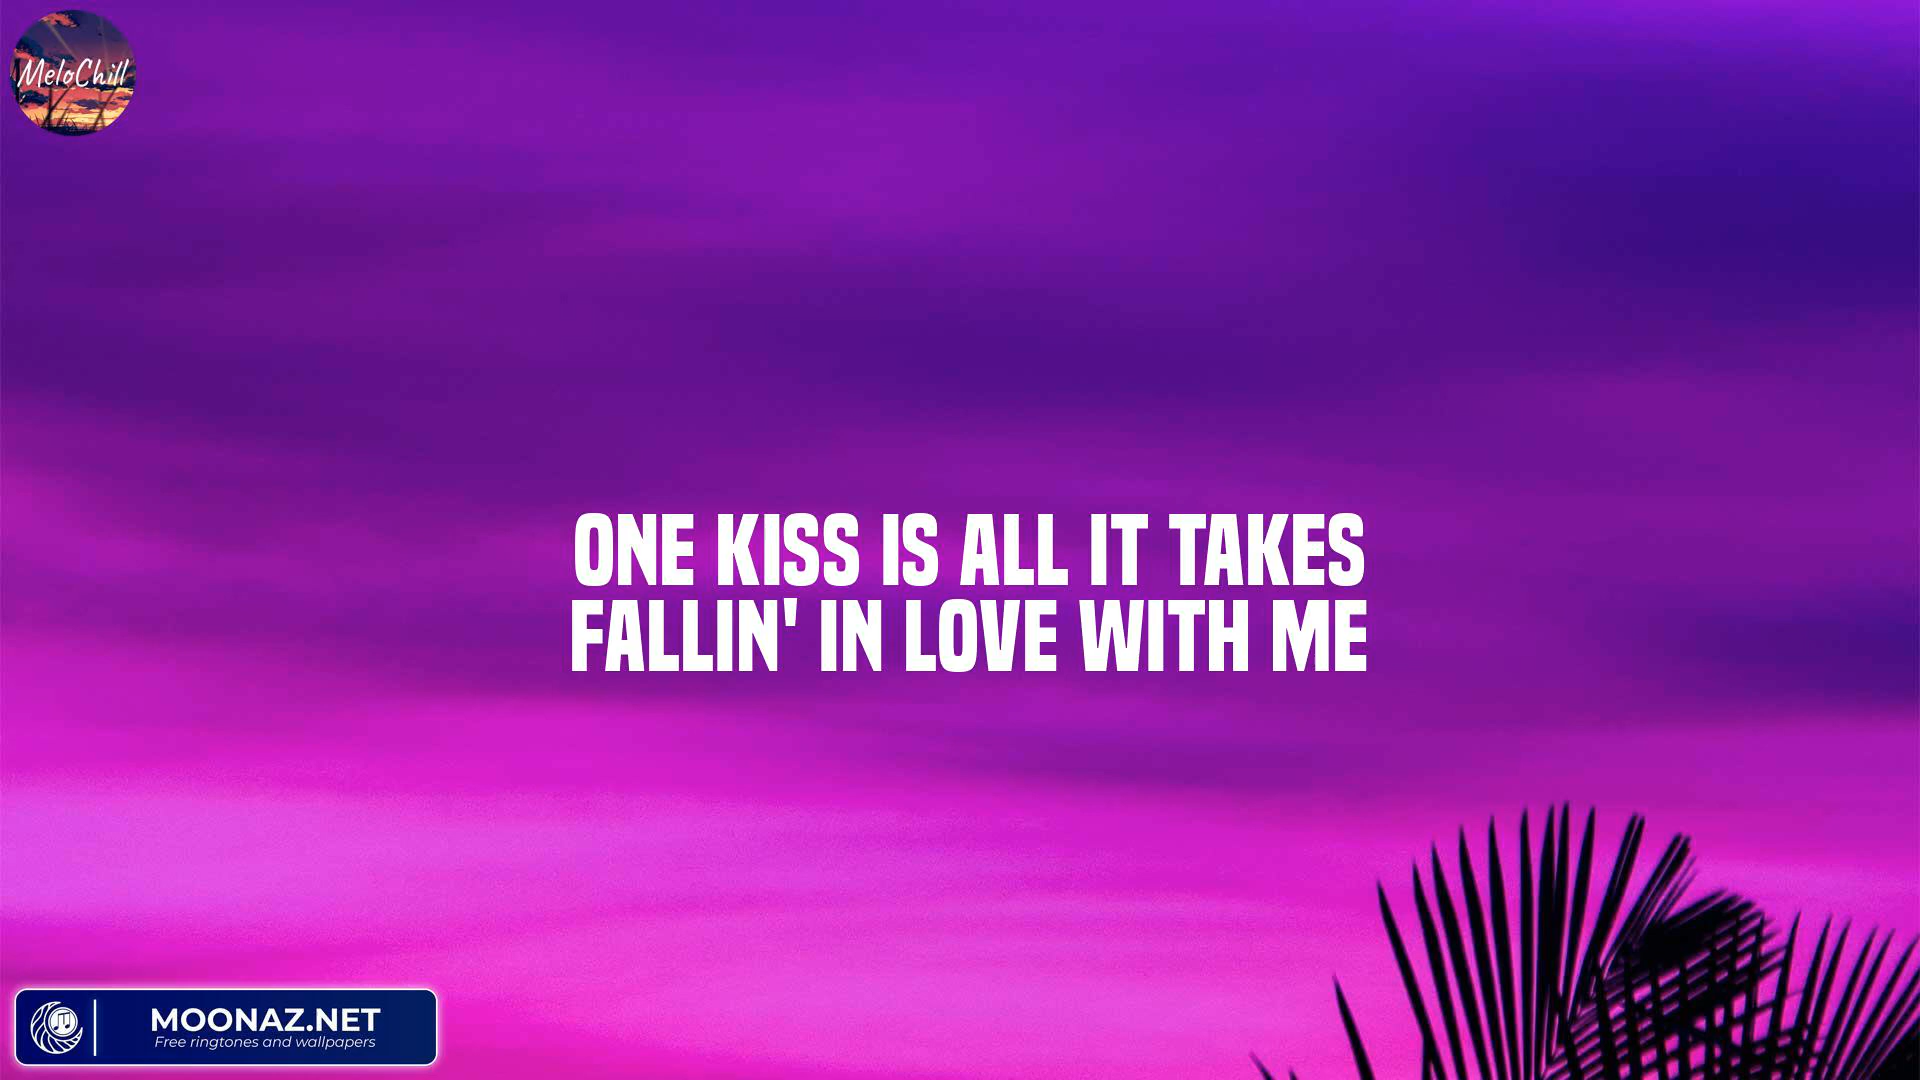 MeloChill
ONE KISS IS ALL IT TAKES
FALLIN' IN LOVE WITH ME
MOONAZ.NET
Free ringtones and wallpapers